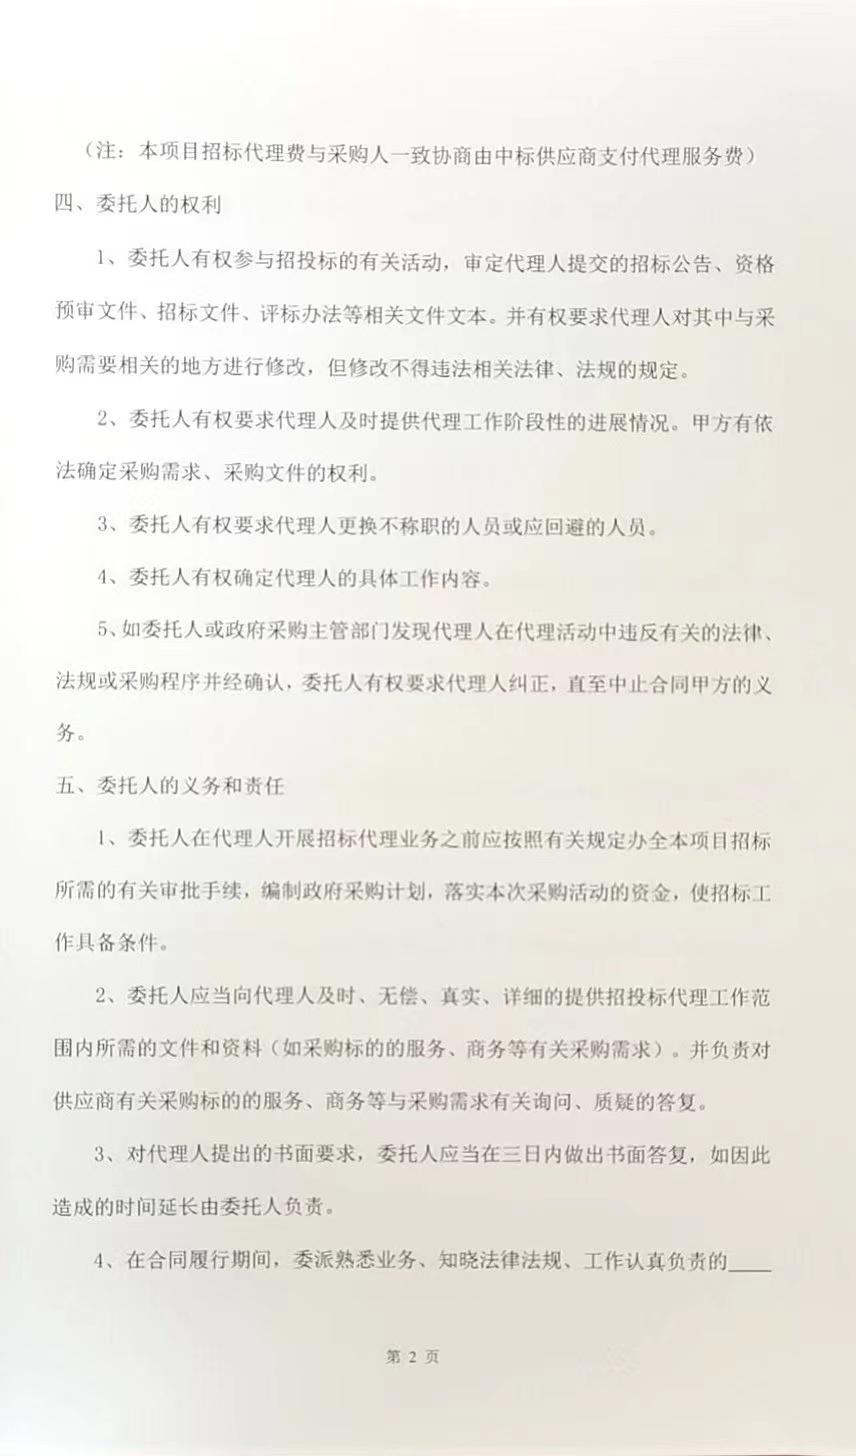 （注：本项目招标代理费与采购人一致协商由中标供应商支付代理服务费）
四、委托人的权利
1、委托人有权参与招投标的有关活动，审定代理人提交的招标公告、资格
预审文件、招标文件、评标办法等相关文件文本。并有权要求代理人对其中与采
购需要相关的地方进行修改，但修改不得违法相关法律、法规的规定。
2、委托人有权要求代理人及时提供代理工作阶段性的进展情况。甲方有依
法确定采购需求、采购文件的权利。
3、委托人有权要求代理人更换不称职的人员或应回避的人员。
4、委托人有权确定代理人的具体工作内容。
5、如委托人或政府采购主管部门发现代理人在代理活动中违反有关的法律、
法规或采购程序并经确认，委托人有权要求代理人纠正，直至中止合同甲方的义
务。
五、委托人的义务和责任
1、委托人在代理人开展招标代理业务之前应按照有关规定办全本项目招标
所需的有关审批手续，编制政府采购计划，落实本次采购活动的资金，使招标工
作具备条件。
2、委托人应当向代理人及时、无偿、真实、详细的提供招投标代理工作范
围内所需的文件和资料（如采购标的的服务、商务等有关采购需求）。并负责对
供应商有关采购标的的服务、商务等与采购需求有关询问、质疑的答复。
3、对代理人提出的书面要求，委托人应当在三日内做出书面答复，如因此
造成的时间延长由委托人负责。
4、在合同履行期间，委派熟悉业务、知晓法律法规、工作认真负责的____
第 2 页